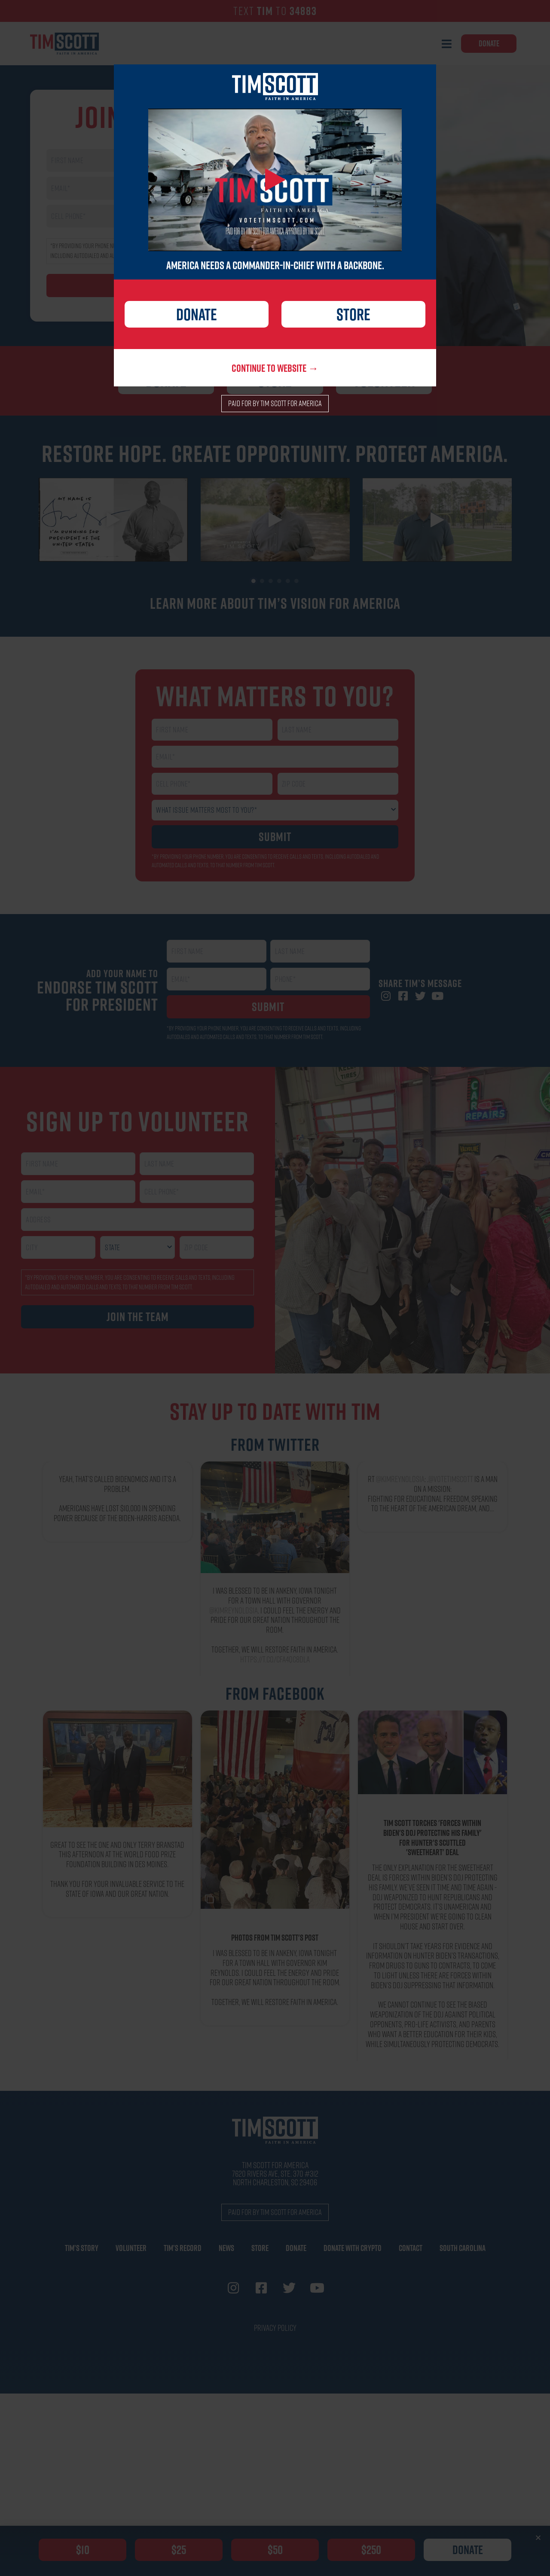 TEXT TIM TO 34883
TIM SCOTT
DONATE
JOIN
TIM SCOTT
FAITH IN AMERICA
TIM SCOTT
FAITH IN AMERICA
VOTETIMSCOTT.COM
PAID FOR BY TIM SCOTT FOR AMERICA. APPROVED BY TIM SCOTT
AMERICA NEEDS A COMMANDER-IN-CHIEF WITH A BACKBONE.
DONATE
STORE
CONTINUE TO WEBSITE →
PAID FOR BY TIM SCOTT FOR AMERICA
RESTORE HOPE. CREATE OPPORTUNITY. PROTECT AMERICA.
MY NAME IS
I'M RUNNING FOR
PRESIDENT OF THE
UNITED STATES
LEARN MORE ABOUT TIM'S VISION FOR AMERICA
WHAT MATTERS TO YOU?
FIRST NAME
LAST NAME
EMAIL
CELL PHONE
ZIP CODE
WHAT ISSUE MATTERS MOST TO YOU?*
SUBMIT
ADD YOUR NAME TO
ENDORSE TIM SCOTT
FOR PRESIDENT
FIRST NAME
LAST NAME
EMAIL
PHONE
SUBMIT
SHARE TIM'S MESSAGE
SIGN UP TO VOLUNTEER
FIRST NAME
LAST NAME
EMAIL
CELL PHONE
ADDRESS
CITY
STATE
ZIP CODE
JOIN THE TEAM
CAR
REPAIRS
STAY UP TO DATE WITH TIM
FROM TWITTER
YEAH, THAT'S CALLED 'BIDENOMICS' AND IT'S A
PROBLEM.
AMERICANS HAVE LOST $10,000 IN SPENDING
POWER BECAUSE OF THE BIDEN-HARRIS AGENDA.
I WAS BLESSED TO BE IN ANKENY, IOWA TONIGHT
FOR A TOWN HALL WITH GOVERNOR
I COULD FEEL THE ENERGY AND
PRIDE FOR OUR GREAT NATION THROUGHOUT THE
ROOM.
TOGETHER, WE WILL RESTORE FAITH IN AMERICA.
IS A MAN
ON A MISSION:
FIGHTING FOR EDUCATIONAL FREEDOM, SPEAKING
TO THE HEART OF THE AMERICAN DREAM, AND…
FROM FACEBOOK
GREAT TO SEE THE ONE AND ONLY TERRY BRANSTAD
THIS AFTERNOON AT THE WORLD FOOD PRIZE
FOUNDATION BUILDING IN DES MOINES.
THANK YOU FOR YOUR INVALUABLE SERVICE TO THE
STATE OF IOWA AND OUR GREAT NATION.
PHOTOS FROM TIM SCOTT'S POST
I WAS BLESSED TO BE IN ANKENY, IOWA TONIGHT
FOR A TOWN HALL WITH GOVERNOR KIM
REYNOLDS. I COULD FEEL THE ENERGY AND PRIDE
FOR OUR GREAT NATION THROUGHOUT THE ROOM.
TOGETHER, WE WILL RESTORE FAITH IN AMERICA.
TIM SCOTT TORCHES 'FORCES WITHIN
BIDEN'S DOJ PROTECTING HIS FAMILY'
FOR HUNTER'S SCUTTLED
'SWEETHEART' DEAL
THE ONLY EXPLANATION FOR THE SWEETHEART
DEAL IS FORCES WITHIN BIDEN'S DOJ PROTECTING
HIS FAMILY. WE'VE SEEN IT TIME AND TIME AGAIN-
DOJ WEAPONIZED TO HUNT REPUBLICANS AND
PROTECT DEMOCRATS. IT'S UNAMERICAN AND
WHEN I'M PRESIDENT WE'RE GOING TO CLEAN
HOUSE AND START OVER.
IT SHOULDN'T TAKE YEARS FOR EVIDENCE AND
INFORMATION ON HUNTER BIDEN'S TRANSACTIONS,
FROM DRUGS TO GUNS TO CONTRACTS, TO COME
TO LIGHT UNLESS THERE ARE FORCES WITHIN
BIDEN'S DOJ SUPPRESSING THAT INFORMATION.
WE CANNOT CONTINUE TO SEE THE BIASED
WEAPONIZATION OF THE DOJ AGAINST POLITICAL
OPPONENTS, PRO-LIFE ACTIVISTS, AND PARENTS
WHO WANT A BETTER EDUCATION FOR THEIR KIDS,
WHILE SIMULTANEOUSLY PROTECTING DEMOCRATS.
TIM SCOTT
FAITH IN AMERICA
TIM SCOTT FOR AMERICA
7620 RIVERS AVE, STE. 370 #312
NORTH CHARLESTON, SC 29406
PAID FOR BY TIM SCOTT FOR AMERICA
TIM'S STORY
VOLUNTEER
TIM'S RECORD
NEWS
STORE
DONATE
DONATE WITH CRYPTO
CONTACT
SOUTH CAROLINA
PRIVACY POLICY
$10
$25
$50
$250
DONATE